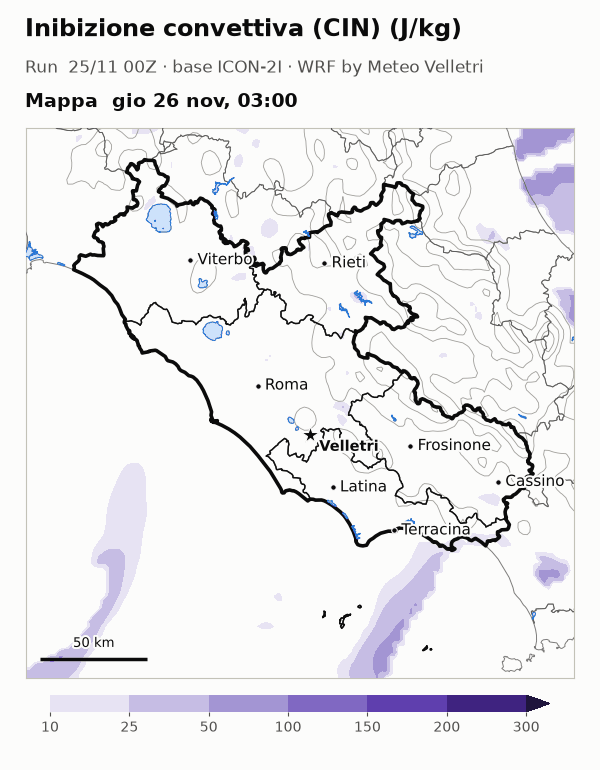 Inibizione convettiva (CIN) (J/kg)
Run 25/11 00Z · base ICON-2I · WRF by Meteo Velletri
Mappa gio 26 nov, 03:00
Viterbo
Rieti
Roma
Velletri
Frosinone
Latina
Cassino
Terracina
50 km
10 25 50 100 150 200 300